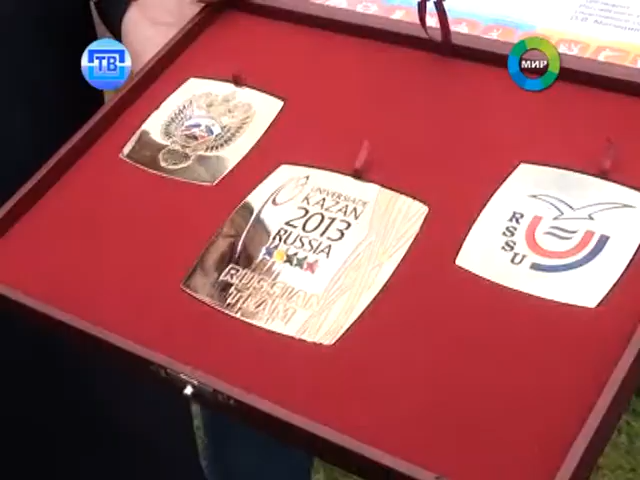 ТВ
МИР
UNIVERSIADE
KAZAN
2013
RUSSIA
RUSSIAN
TEAM
RSSU